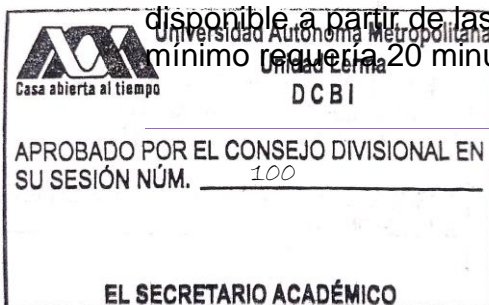 disponible a partir de las
Universidad Autónoma Metropolitana
mínimo requería 20 minu
Unidad Lerma
Casa abierta al tiempo
DCBI
APROBADO POR EL CONSEJO DIVISIONAL EN
SU SESIÓN NÚM. 100
EL SECRETARIO ACADÉMICO